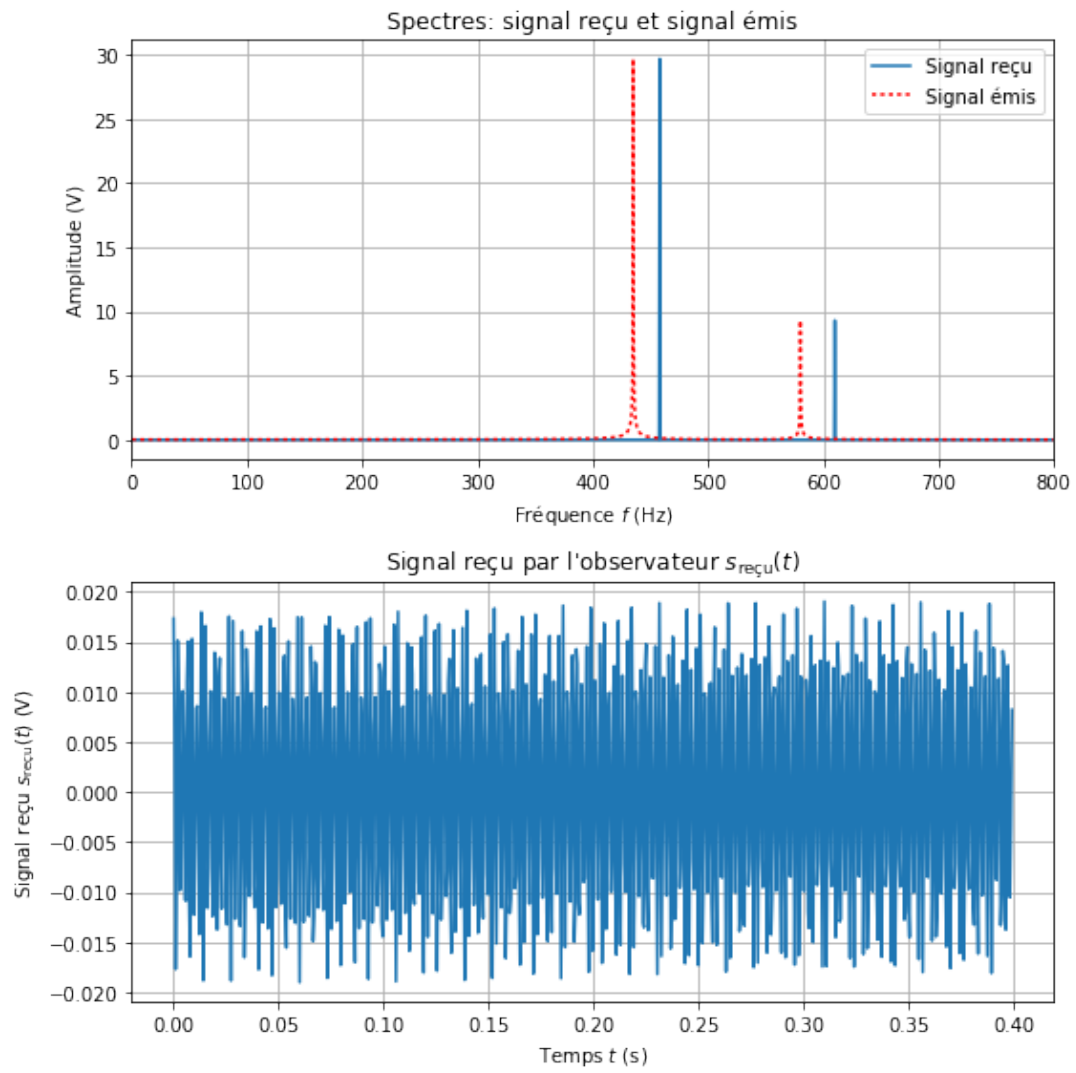 Spectres: signal reçu et signal émis
30
25
20
15
10
5
0
Amplitude (V)
Signal reçu
Signal émis
0 100 200 300 400 500 600 700 800
Fréquence f (Hz)
Signal reçu par l'observateur s_reçu(t)
0.020
0.015
0.010
0.005
0.000
−0.005
−0.010
−0.015
−0.020
Signal reçu s_reçu(t) (V)
0.00 0.05 0.10 0.15 0.20 0.25 0.30 0.35 0.40
Temps t (s)